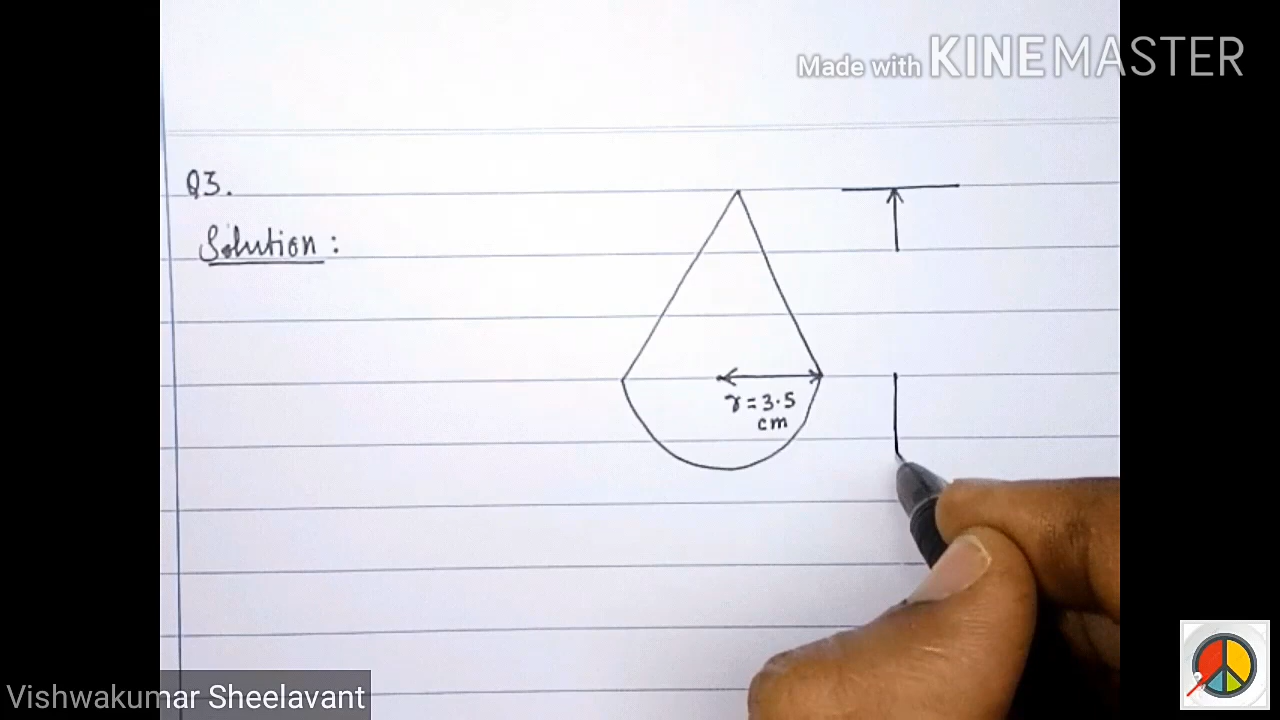 Made with KINEMASTER
Q3.
Solution:
r = 3.5
cm
Vishwakumar Sheelavant